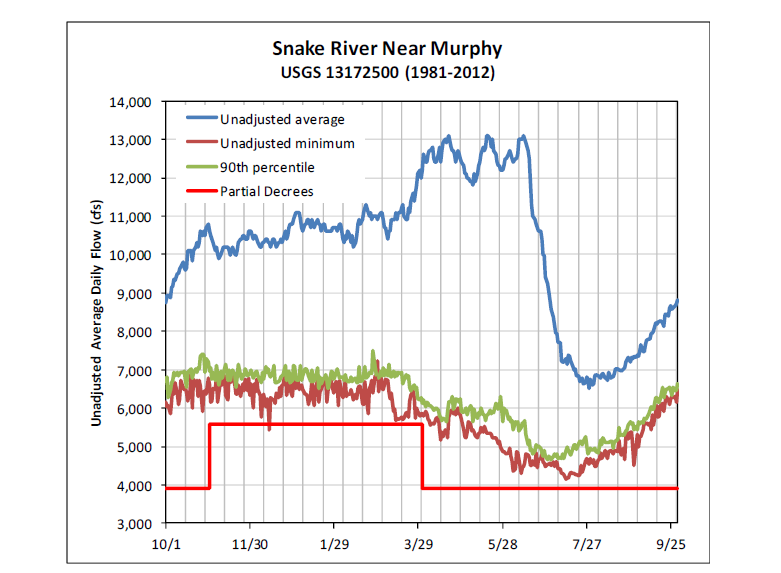 Snake River Near Murphy
USGS 13172500 (1981-2012)
Unadjusted Average Daily Flow (cfs)
14,000
13,000
12,000
11,000
10,000
9,000
8,000
7,000
6,000
5,000
4,000
3,000
Unadjusted average
Unadjusted minimum
90th percentile
Partial Decrees
10/1 11/30 1/29 3/29 5/28 7/27 9/25